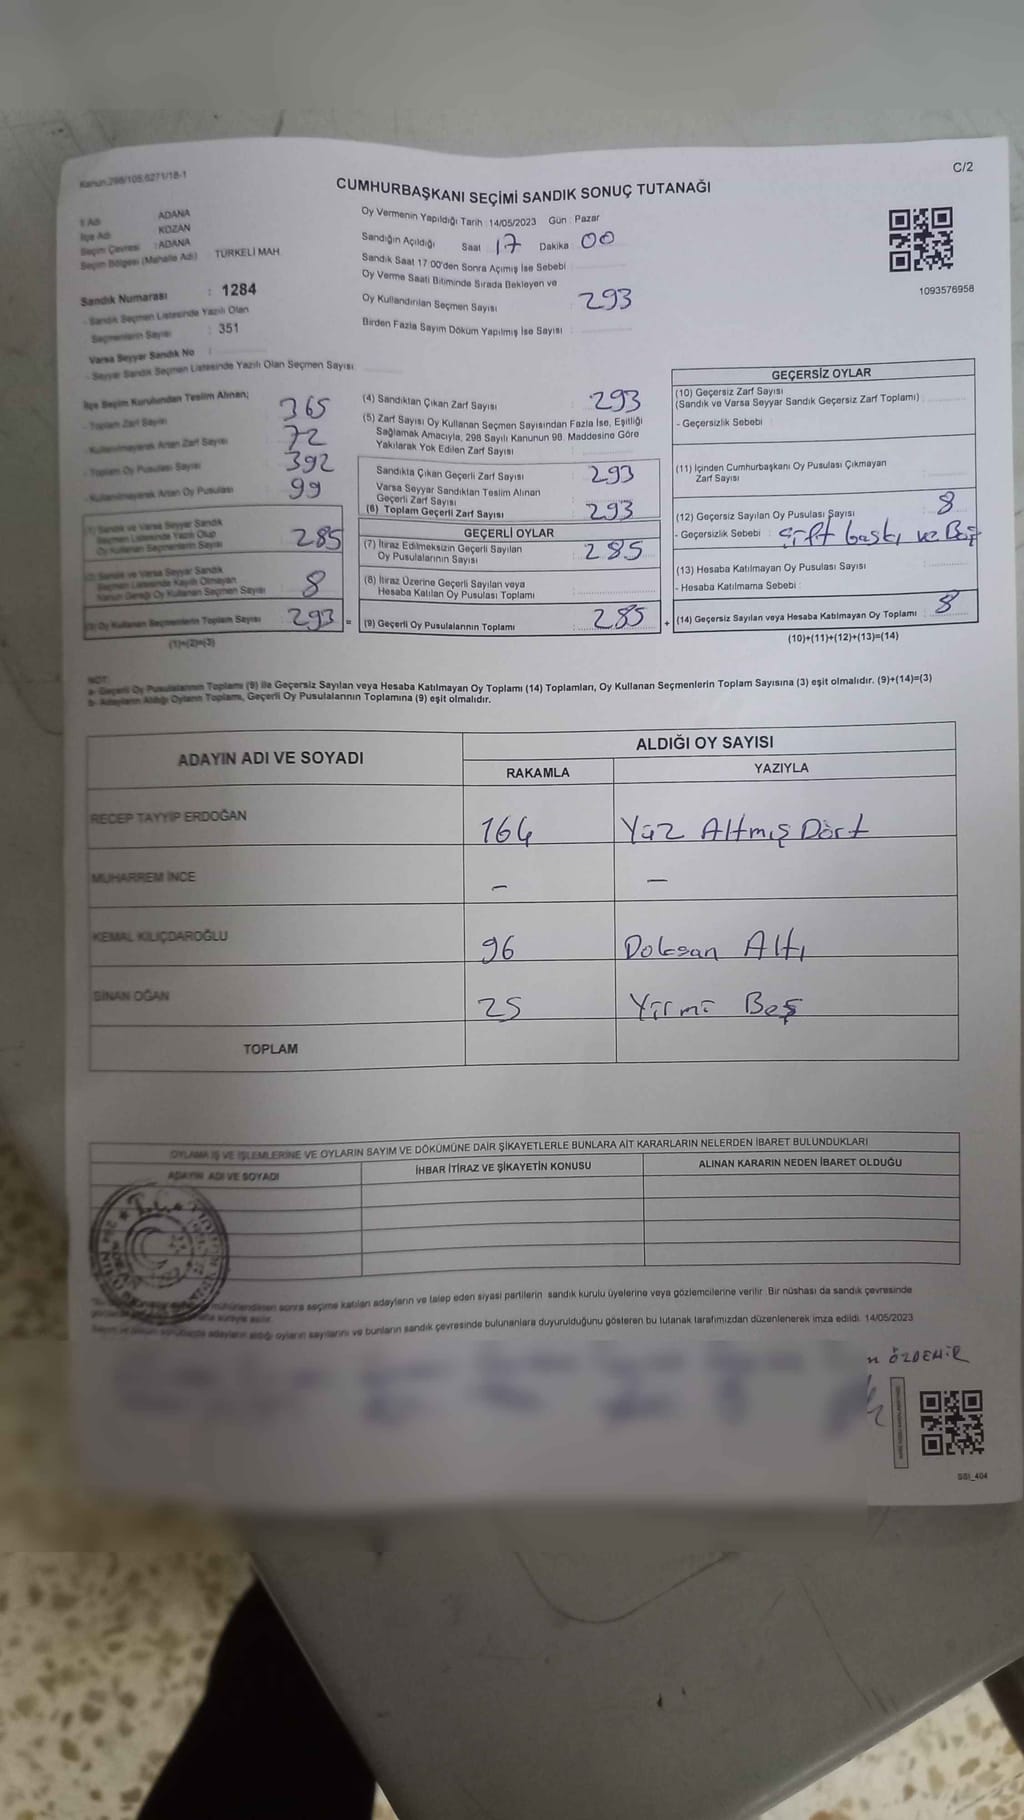 Kanun:298/105,6271/18-1
C/2
CUMHURBAŞKANI SEÇİMİ SANDIK SONUÇ TUTANAĞI
İl Adı ADANA
İlçe Adı KOZAN
Seçim Çevresi : ADANA
Seçim Bölgesi (Mahalle Adı) TÜRKELİ MAH
Sandık Numarası : 1284
- Sandık Seçmen Listesinde Yazılı Olan
Seçmenlerin Sayısı : 351
Varsa Seyyar Sandık No :
- Seyyar Sandık Seçmen Listesinde Yazılı Olan Seçmen Sayısı:
Oy Vermenin Yapıldığı Tarih : 14/05/2023 Gün : Pazar
Sandığın Açıldığı Saat 17 Dakika 00
Sandık Saat 17:00'den Sonra Açımış İse Sebebi
Oy Verme Saati Bitiminde Sırada Bekleyen ve
Oy Kullandırılan Seçmen Sayısı 293
Birden Fazla Sayım Döküm Yapılmış İse Sayısı :
1093576958
İlçe Seçim Kurulundan Teslim Alınan;
- Toplam Zarf Sayısı 365
- Kullanılmayarak Artan Zarf Sayısı 72
- Toplam Oy Pusulası Sayısı 392
- Kullanılmayarak Artan Oy Pusulası 99
(1) Sandık ve Varsa Seyyar Sandık
Seçmen Listesinde Yazılı Olup
Oy Kullanan Seçmenlerin Sayısı 285
(2) Sandık ve Varsa Seyyar Sandık
Seçmen Listesinde Kayıtlı Olmayan
Kanun Gereği Oy Kullanan Seçmen Sayısı 8
(3) Oy Kullanan Seçmenlerin Toplam Sayısı 293 =
(1)+(2)=(3)
(4) Sandıktan Çıkan Zarf Sayısı : 293
(5) Zarf Sayısı Oy Kullanan Seçmen Sayısından Fazla İse, Eşitliği
Sağlamak Amacıyla, 298 Sayılı Kanunun 98. Maddesine Göre
Yakılarak Yok Edilen Zarf Sayısı
Sandıkta Çıkan Geçerli Zarf Sayısı : 293
Varsa Seyyar Sandıktan Teslim Alınan
Geçerli Zarf Sayısı
(6) Toplam Geçerli Zarf Sayısı : 293
GEÇERLİ OYLAR
(7) İtiraz Edilmeksizin Geçerli Sayılan
Oy Pusulalarının Sayısı : 285
(8) İtiraz Üzerine Geçerli Sayılan veya
Hesaba Katılan Oy Pusulası Toplamı
(9) Geçerli Oy Pusulalarının Toplamı : 285 +
GEÇERSİZ OYLAR
(10) Geçersiz Zarf Sayısı
(Sandık ve Varsa Seyyar Sandık Geçersiz Zarf Toplamı)
- Geçersizlik Sebebi
(11) İçinden Cumhurbaşkanı Oy Pusulası Çıkmayan
Zarf Sayısı
(12) Geçersiz Sayılan Oy Pusulası Sayısı : 8
- Geçersizlik Sebebi : çift baskı ve Boş
(13) Hesaba Katılmayan Oy Pusulası Sayısı
- Hesaba Katılmama Sebebi :
(14) Geçersiz Sayılan veya Hesaba Katılmayan Oy Toplamı : 8
(10)+(11)+(12)+(13)=(14)
NOT:
a- Geçerli Oy Pusulalarının Toplamı (9) ile Geçersiz Sayılan veya Hesaba Katılmayan Oy Toplamı (14) Toplamları, Oy Kullanan Seçmenlerin Toplam Sayısına (3) eşit olmalıdır. (9)+(14)=(3)
b- Adayların Aldığı Oyların Toplamı, Geçerli Oy Pusulalarının Toplamına (9) eşit olmalıdır.
ADAYIN ADI VE SOYADI ALDIĞI OY SAYISI
RAKAMLA YAZIYLA
RECEP TAYYİP ERDOĞAN 164 Yüz Altmış Dört
MUHARREM İNCE - -
KEMAL KILIÇDAROĞLU 96 Doksan Altı
SİNAN OĞAN 25 Yirmi Beş
TOPLAM
OYLAMA İŞ VE İŞLEMLERİNE VE OYLARIN SAYIM VE DÖKÜMÜNE DAİR ŞİKAYETLERLE BUNLARA AİT KARARLARIN NELERDEN İBARET BULUNDUKLARI
ADAYIN ADI VE SOYADI İHBAR İTİRAZ VE ŞİKAYETİN KONUSU ALINAN KARARIN NEDEN İBARET OLDUĞU
T.C.
mühürlendikten sonra seçime katılan adayların ve talep eden siyasi partilerin sandık kurulu üyelerine veya gözlemcilerine verilir. Bir nüshası da sandık çevresinde
adayların aldığı oyların sayılarını ve bunların sandık çevresinde bulunanlara duyurulduğunu gösteren bu tutanak tarafımızdan düzenlenerek imza edildi. 14/05/2023
n ÖZDEMİR
SSI_404